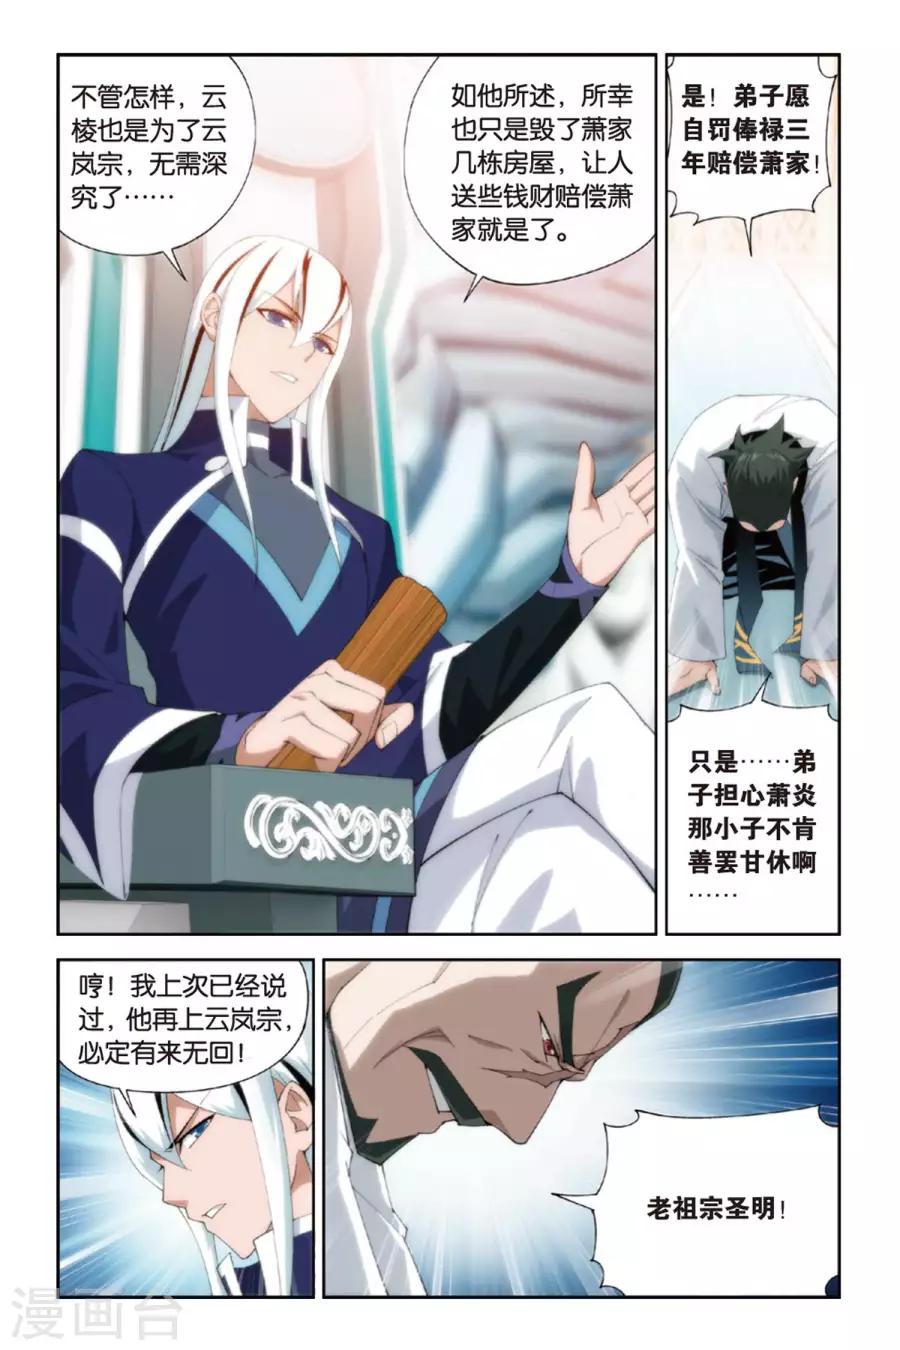 不管怎样，云
棱也是为了云
岚宗，无需深
究了……
如他所述，所幸
也只是毁了萧家
几栋房屋，让人
送些钱财赔偿萧
家就是了。
是！弟子愿
自罚俸禄三
年赔偿萧家！
只是……弟
子担心萧炎
那小子不肯
善罢甘休啊
……
哼！我上次已经说
过，他再上云岚宗，
必定有来无回！
老祖宗圣明！
漫画台